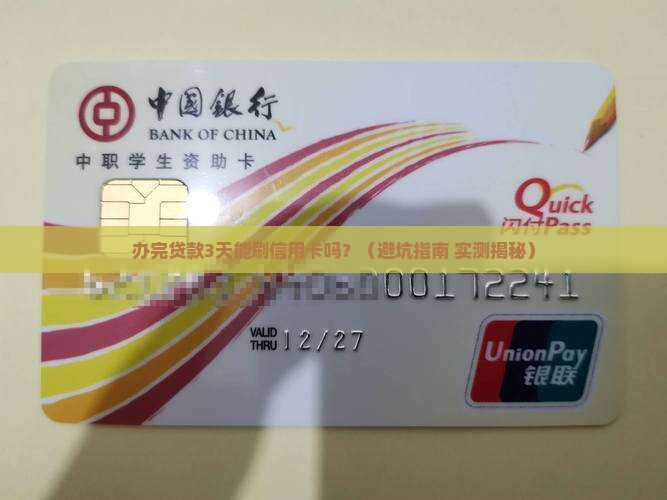 中国银行
BANK OF CHINA
中职学生资助卡
Quick
闪付Pass
办完贷款3天能刷信用卡吗？（避坑指南 实测揭秘）
00172241
VALID
THRU 12/27
UnionPay
银联